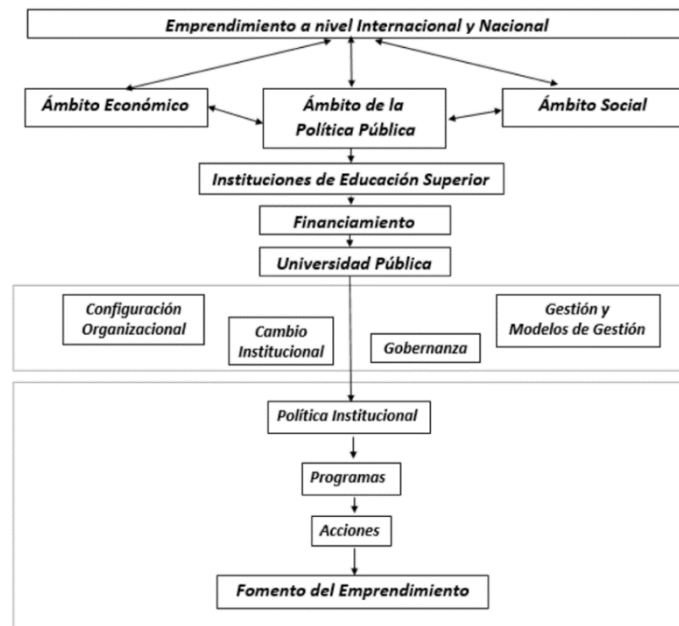 Emprendimiento a nivel Internacional y Nacional
Ámbito Económico
Ámbito de la
Política Pública
Ámbito Social
Instituciones de Educación Superior
Financiamiento
Universidad Pública
Configuración
Organizacional
Cambio
Institucional
Gobernanza
Gestión y
Modelos de Gestión
Política Institucional
Programas
Acciones
Fomento del Emprendimiento